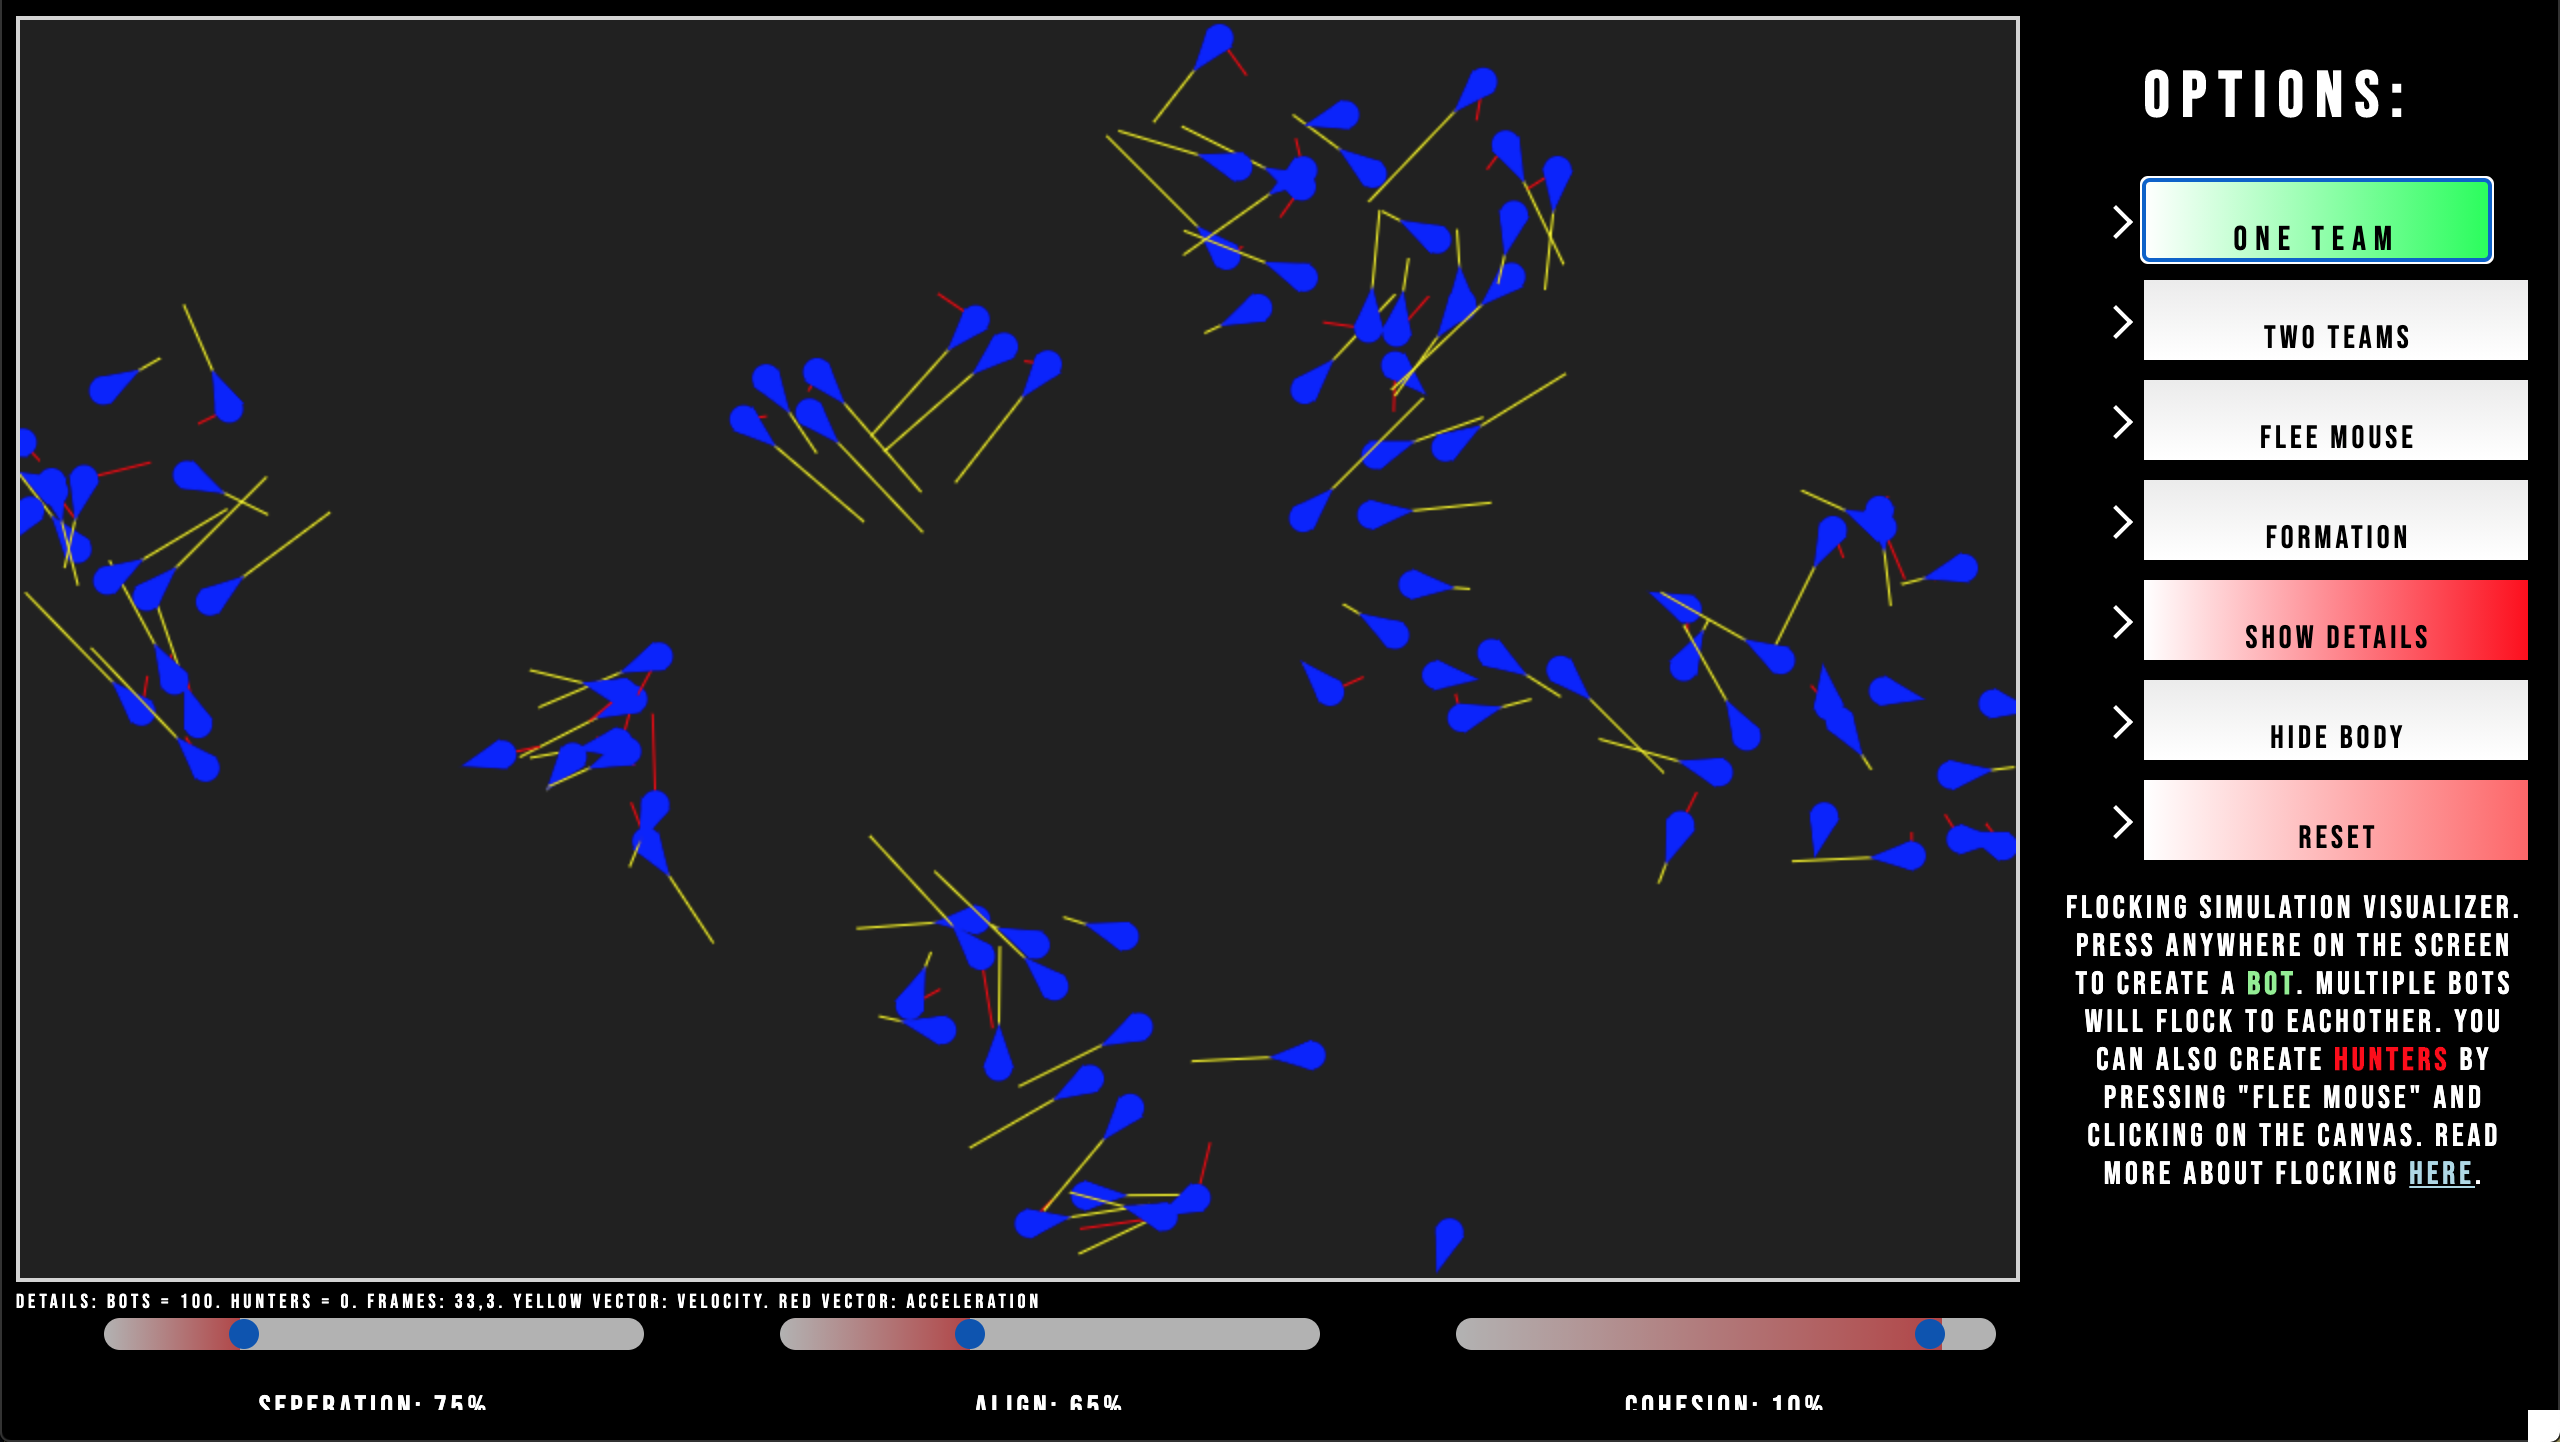 OPTIONS:
ONE TEAM
TWO TEAMS
FLEE MOUSE
FORMATION
SHOW DETAILS
HIDE BODY
RESET
FLOCKING SIMULATION VISUALIZER.
PRESS ANYWHERE ON THE SCREEN
TO CREATE A BOT. MULTIPLE BOTS
WILL FLOCK TO EACHOTHER. YOU
CAN ALSO CREATE HUNTERS BY
PRESSING "FLEE MOUSE" AND
CLICKING ON THE CANVAS. READ
MORE ABOUT FLOCKING HERE.
DETAILS: BOTS = 100. HUNTERS = 0. FRAMES: 33,3. YELLOW VECTOR: VELOCITY. RED VECTOR: ACCELERATION
SEPERATION: 75%
ALIGN: 65%
COHESION: 10%